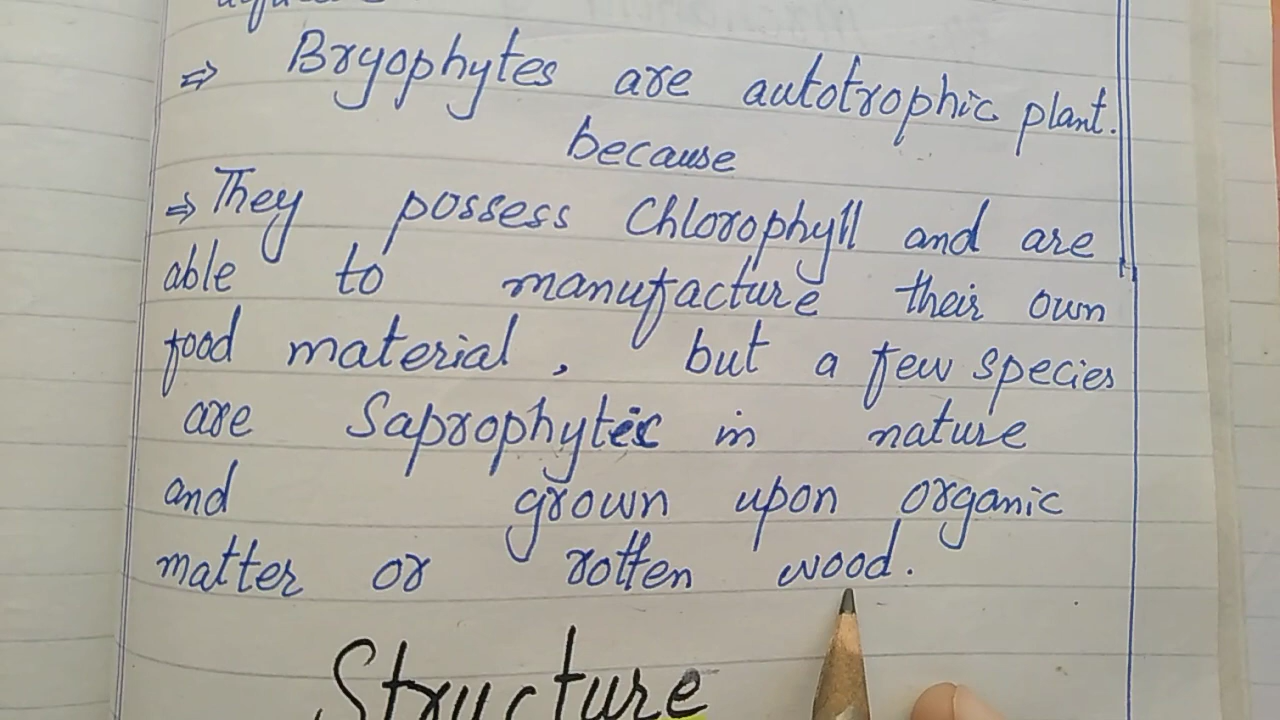 ⇒ Bryophytes are autotrophic plant.
because
⇒ They possess Chlorophyll and are
able to manufacture their own
food material, but a few species
are Saprophytic in nature
and grown upon organic
matter or rotten wood.
Structure